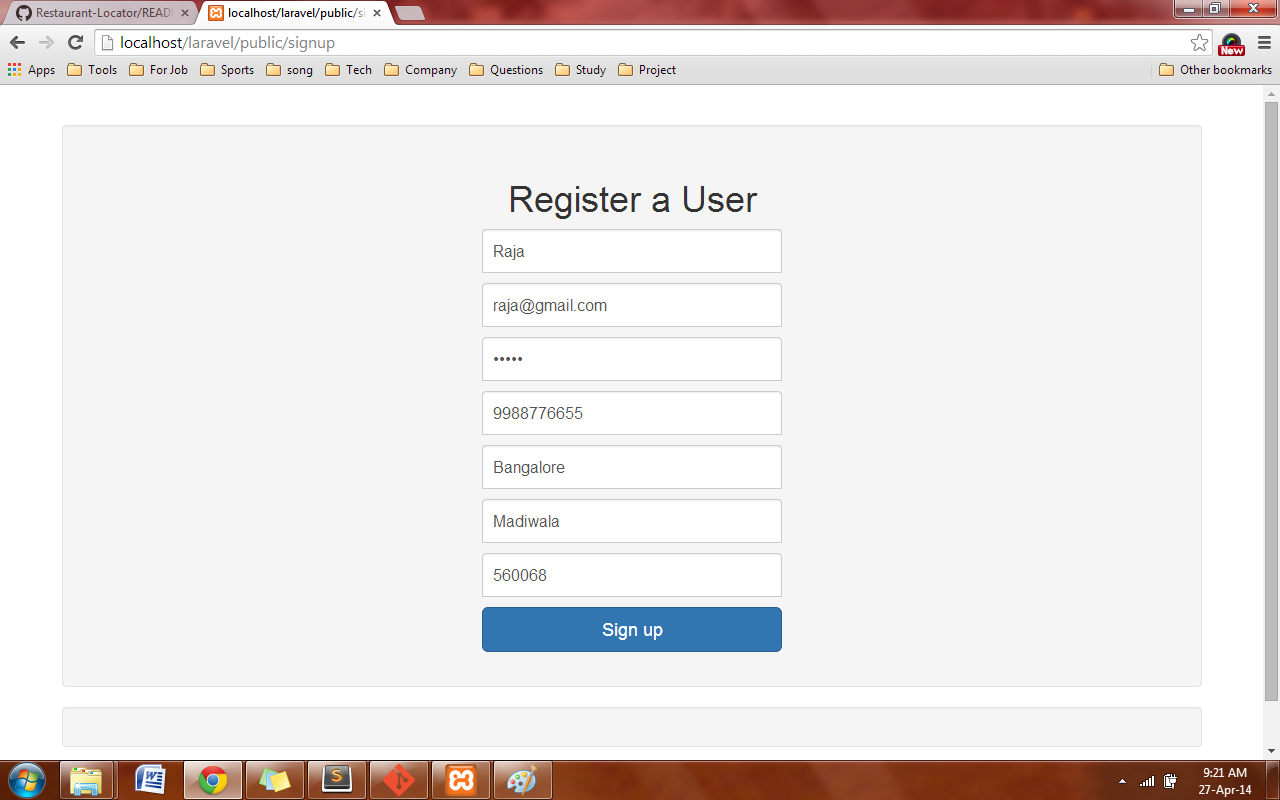 Restaurant-Locator/READ
localhost/laravel/public/si
localhost/laravel/public/signup
New
Apps Tools For Job Sports song Tech Company Questions Study Project Other bookmarks
Register a User
Raja
raja@gmail.com
•••••
9988776655
Bangalore
Madiwala
560068
Sign up
9:21 AM
27-Apr-14